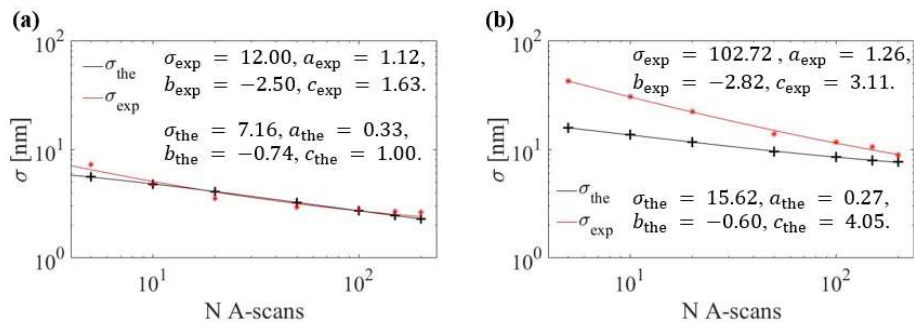 (a)
10²
σ_the
σ_exp
σ_exp = 12.00, a_exp = 1.12,
b_exp = −2.50, c_exp = 1.63.
σ_the = 7.16, a_the = 0.33,
b_the = −0.74, c_the = 1.00.
σ [nm]
10¹
10⁰
10¹
10²
N A-scans
(b)
10²
σ_exp = 102.72 , a_exp = 1.26,
b_exp = −2.82, c_exp = 3.11.
σ [nm]
10¹
σ_the
σ_exp
σ_the = 15.62, a_the = 0.27,
b_the = −0.60, c_the = 4.05.
10⁰
10¹
10²
N A-scans